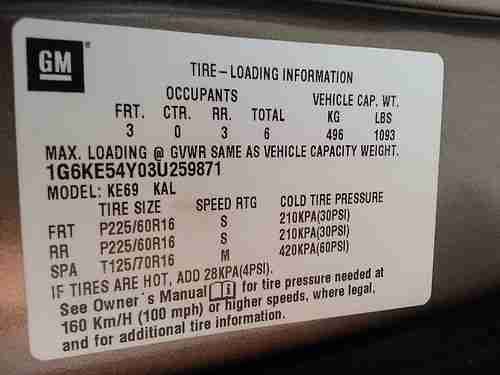 GM®
TIRE-LOADING INFORMATION
OCCUPANTS VEHICLE CAP. WT.
FRT. CTR. RR. TOTAL KG LBS
3 0 3 6 496 1093
MAX. LOADING @ GVWR SAME AS VEHICLE CAPACITY WEIGHT.
1G6KE54Y03U259871
MODEL: KE69 KAL
TIRE SIZE SPEED RTG COLD TIRE PRESSURE
FRT P225/60R16 S 210KPA(30PSI)
RR P225/60R16 S 210KPA(30PSI)
SPA T125/70R16 M 420KPA(60PSI)
IF TIRES ARE HOT, ADD 28KPA(4PSI).
See Owner's Manual for tire pressure needed at
160 Km/H (100 mph) or higher speeds, where legal,
and for additional tire information.